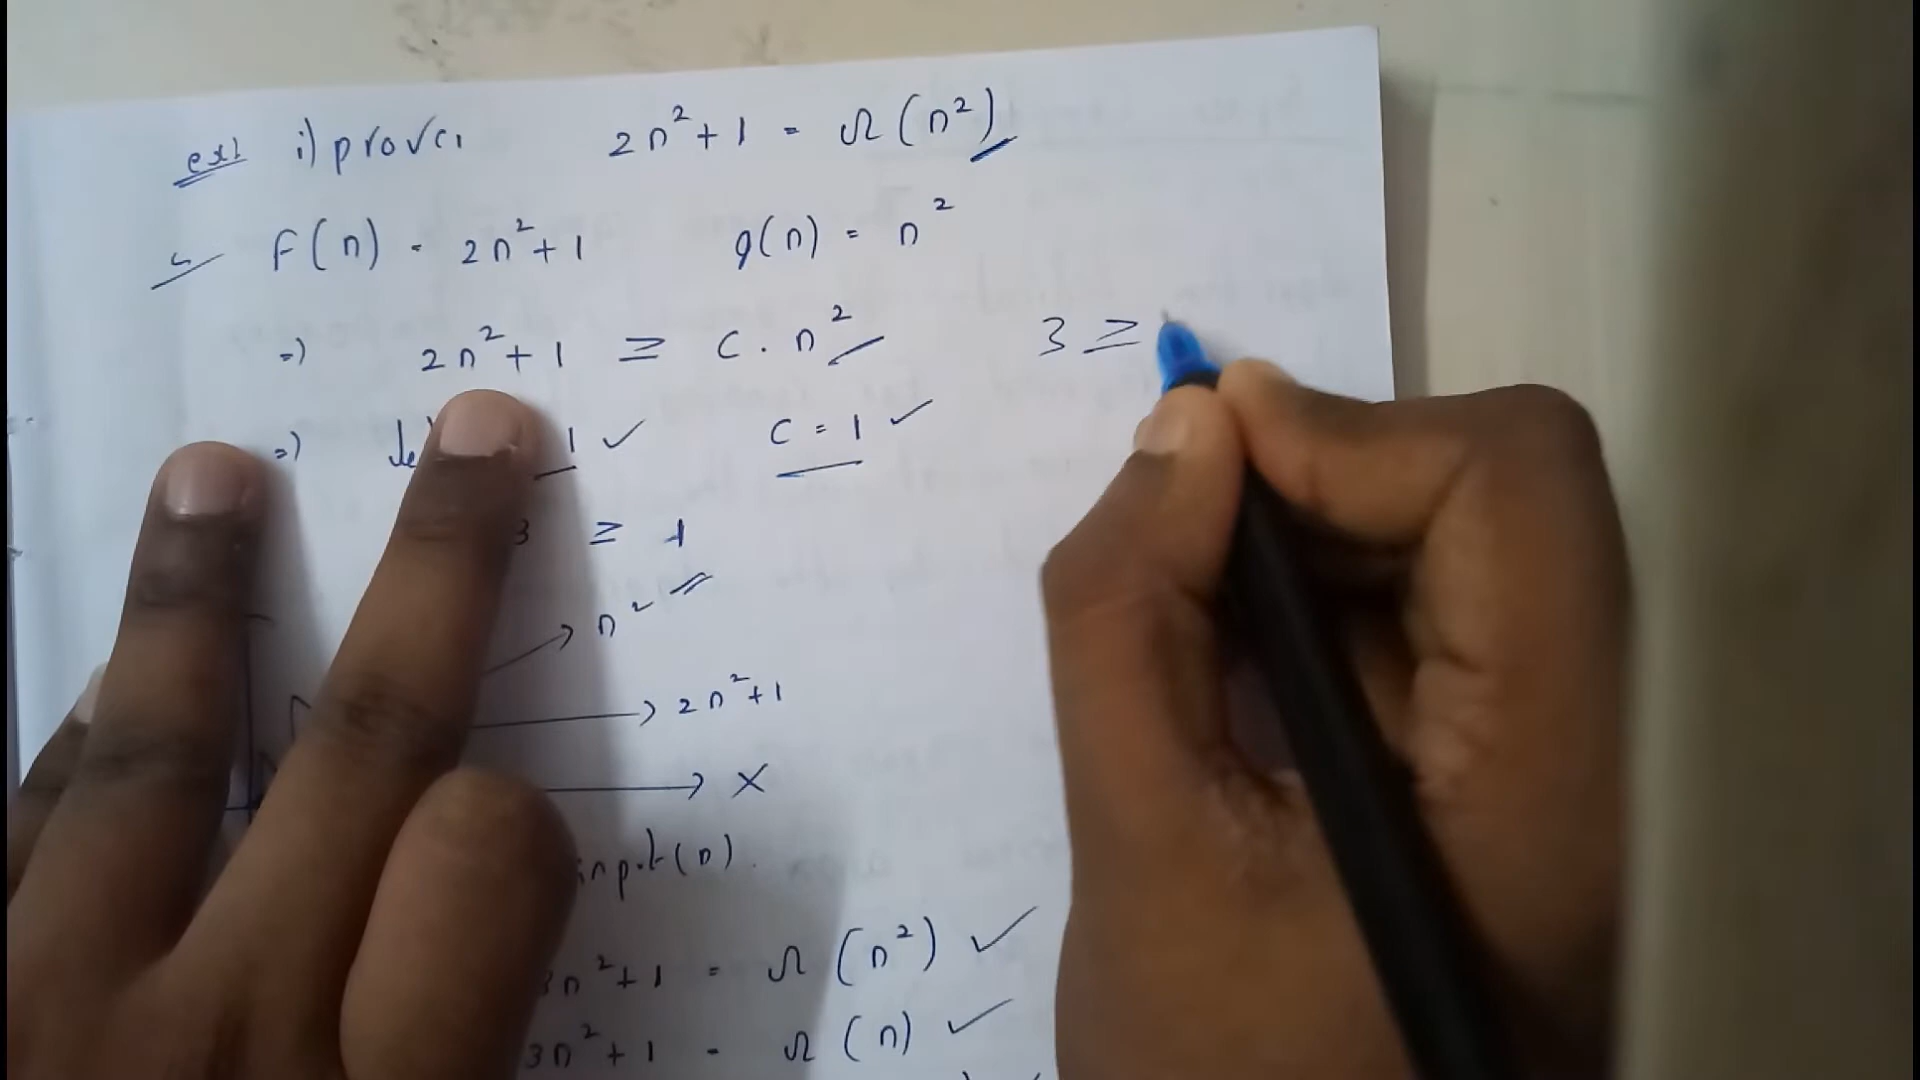 ex1 i) prove: 2n²+1 = Ω(n²)
f(n) = 2n²+1 g(n) = n²
=) 2n²+1 ≥ c.n² 3 ≥
=) 1 ✓ c = 1 ✓
3 ≥ 1
n²
2n²+1
X
input(n).
3n²+1 = Ω(n²) ✓
3n²+1 = Ω(n) ✓